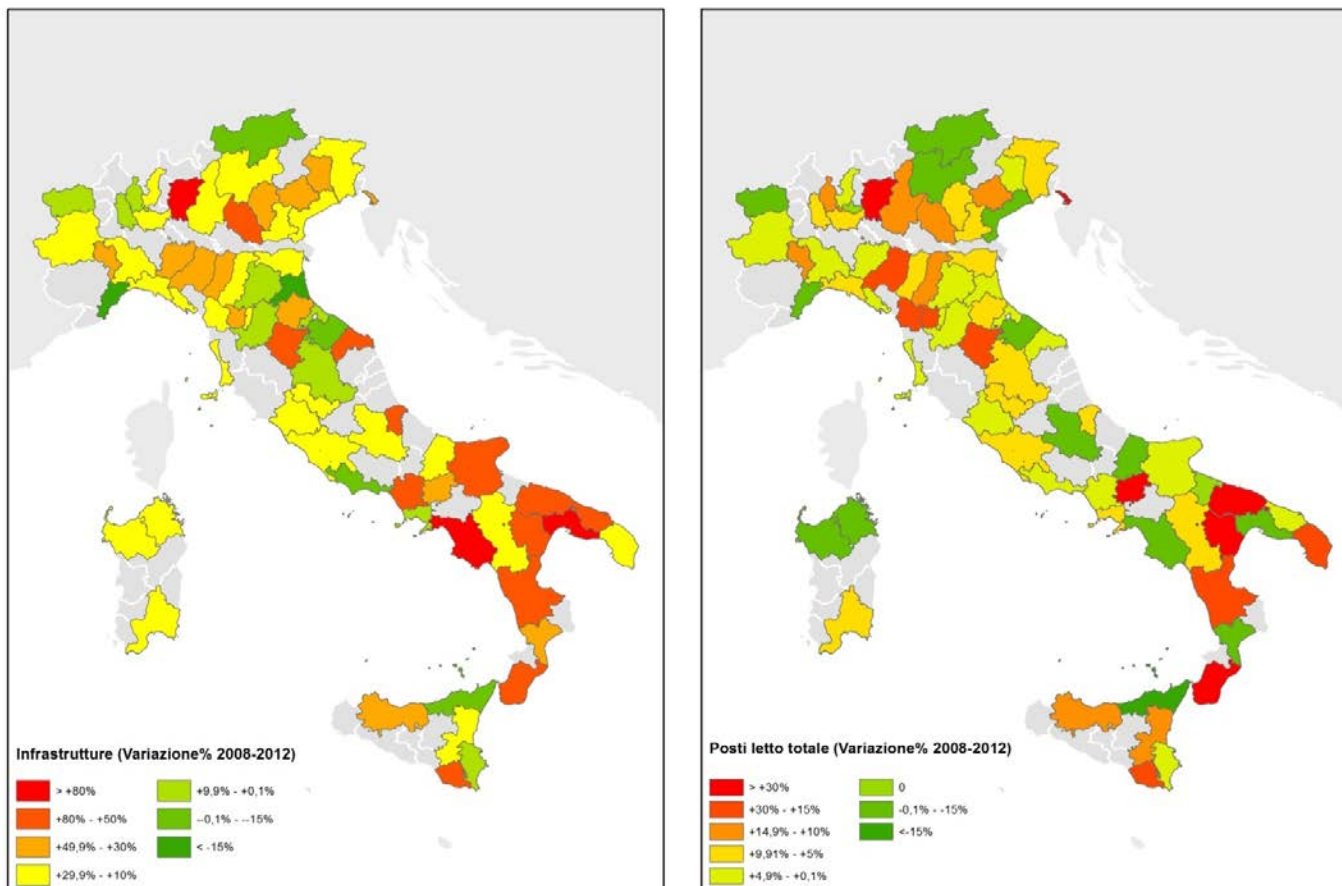 Infrastrutture (Variazione% 2008-2012)
> +80%
+80% - +50%
+49,9% - +30%
+29,9% - +10%
+9,9% - +0,1%
--0,1% - --15%
< -15%
Posti letto totale (Variazione% 2008-2012)
> +30%
+30% - +15%
+14,9% - +10%
+9,91% - +5%
+4,9% - +0,1%
0
-0,1% - -15%
<-15%